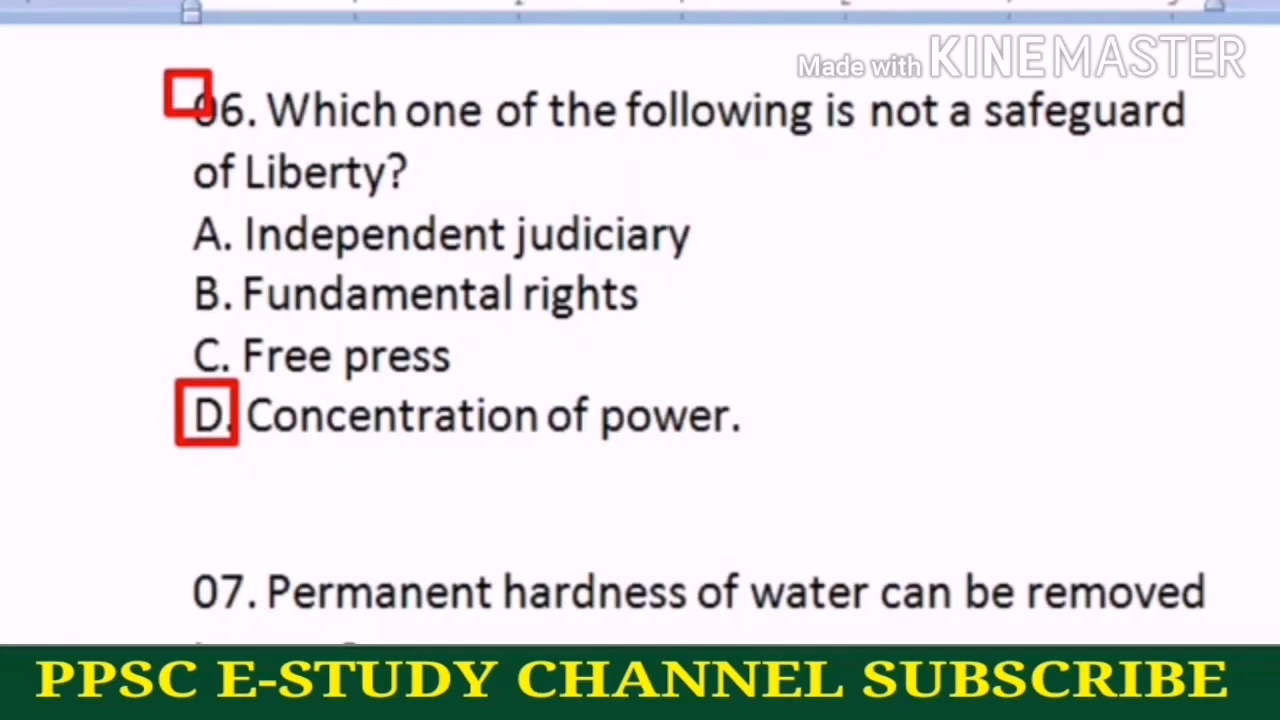 Made with KINEMASTER
06. Which one of the following is not a safeguard
of Liberty?
A. Independent judiciary
B. Fundamental rights
C. Free press
D. Concentration of power.
07. Permanent hardness of water can be removed
PPSC E-STUDY CHANNEL SUBSCRIBE